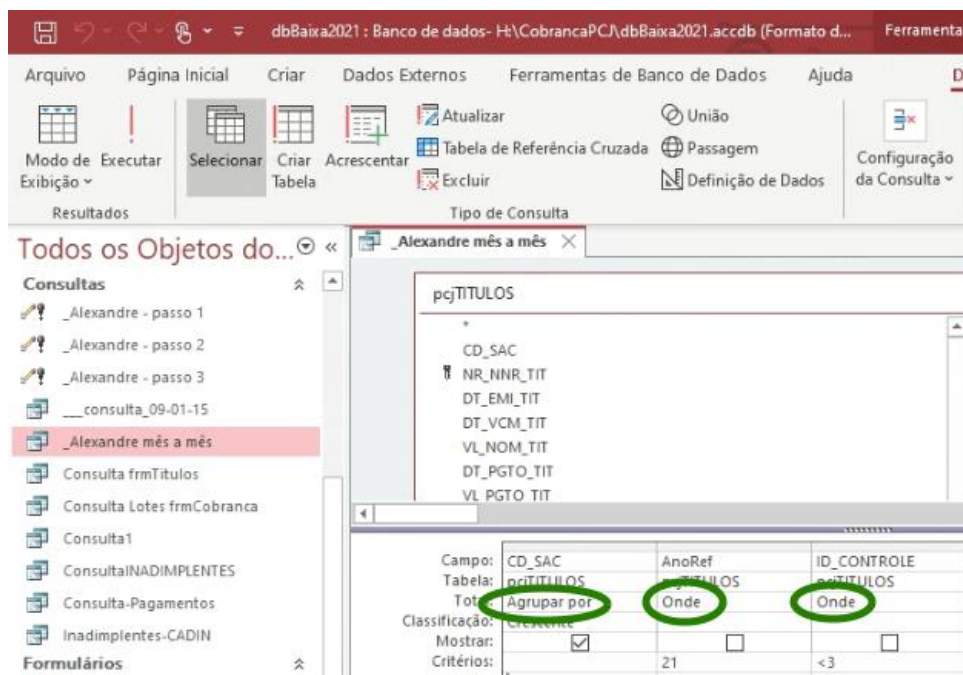 dbBaixa2021 : Banco de dados- H:\CobrancaPCJ\dbBaixa2021.accdb (Formato d... Ferramenta
Arquivo Página Inicial Criar Dados Externos Ferramentas de Banco de Dados Ajuda D
Modo de Exibição
Executar
Selecionar
Criar Tabela
Acrescentar
Atualizar
Tabela de Referência Cruzada
Excluir
União
Passagem
Definição de Dados
Configuração da Consulta
Resultados
Tipo de Consulta
Todos os Objetos do... «
Consultas
_Alexandre - passo 1
_Alexandre - passo 2
_Alexandre - passo 3
___consulta_09-01-15
_Alexandre mês a mês
Consulta frmTitulos
Consulta Lotes frmCobranca
Consulta1
ConsultaINADIMPLENTES
Consulta-Pagamentos
Inadimplentes-CADIN
Formulários
_Alexandre mês a mês
pcjTITULOS
*
CD_SAC
NR_NNR_TIT
DT_EMI_TIT
DT_VCM_TIT
VL_NOM_TIT
DT_PGTO_TIT
VL_PGTO_TIT
Campo: CD_SAC AnoRef ID_CONTROLE
Tabela: pcjTITULOS pcjTITULOS pcjTITULOS
Total: Agrupar por Onde Onde
Classificação: Crescente
Mostrar:
Critérios: 21 <3